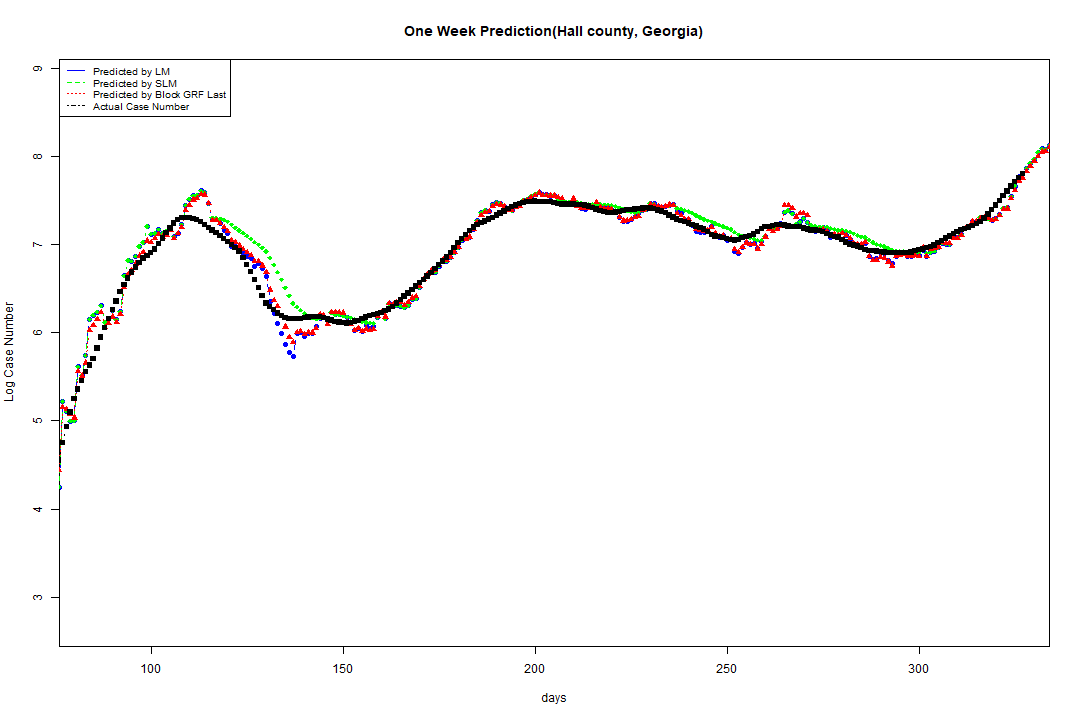 One Week Prediction(Hall county, Georgia)
Predicted by LM
Predicted by SLM
Predicted by Block GRF Last
Actual Case Number
9
8
7
6
5
4
3
Log Case Number
100 150 200 250 300
days